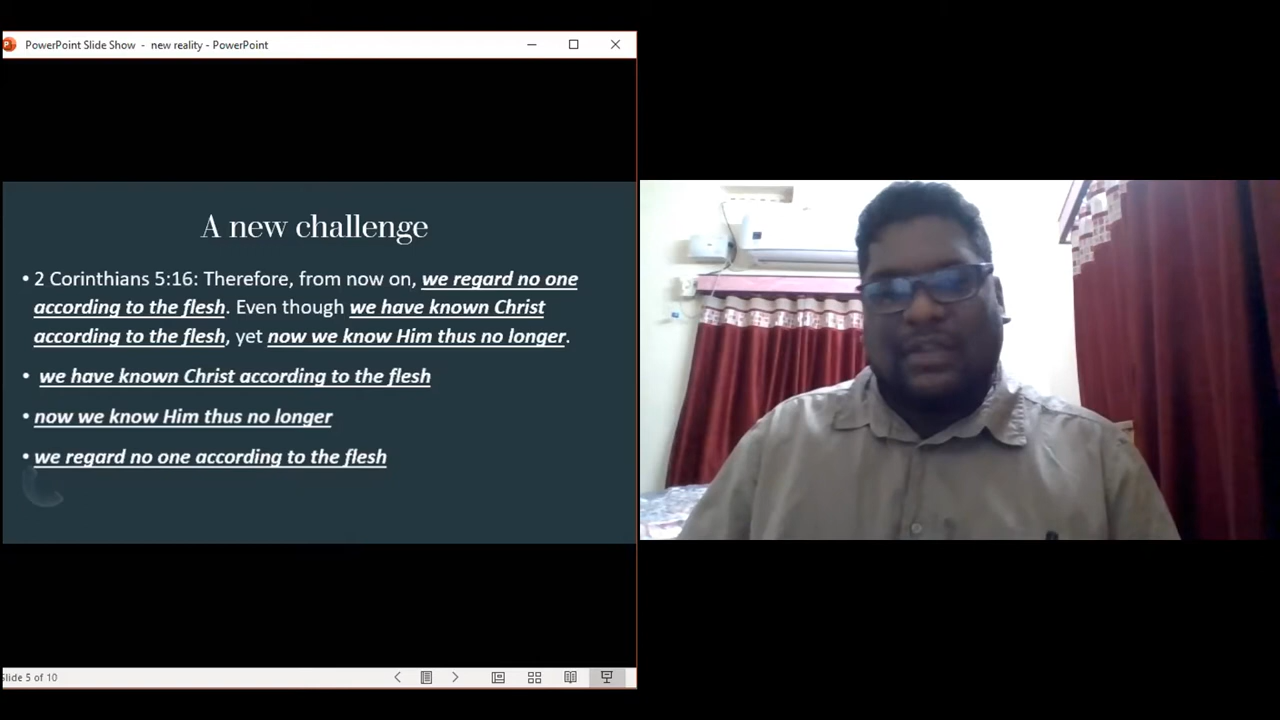 PowerPoint Slide Show - new reality - PowerPoint
A new challenge
• 2 Corinthians 5:16: Therefore, from now on, we regard no one
according to the flesh. Even though we have known Christ
according to the flesh, yet now we know Him thus no longer.
• we have known Christ according to the flesh
• now we know Him thus no longer
• we regard no one according to the flesh
Slide 5 of 10